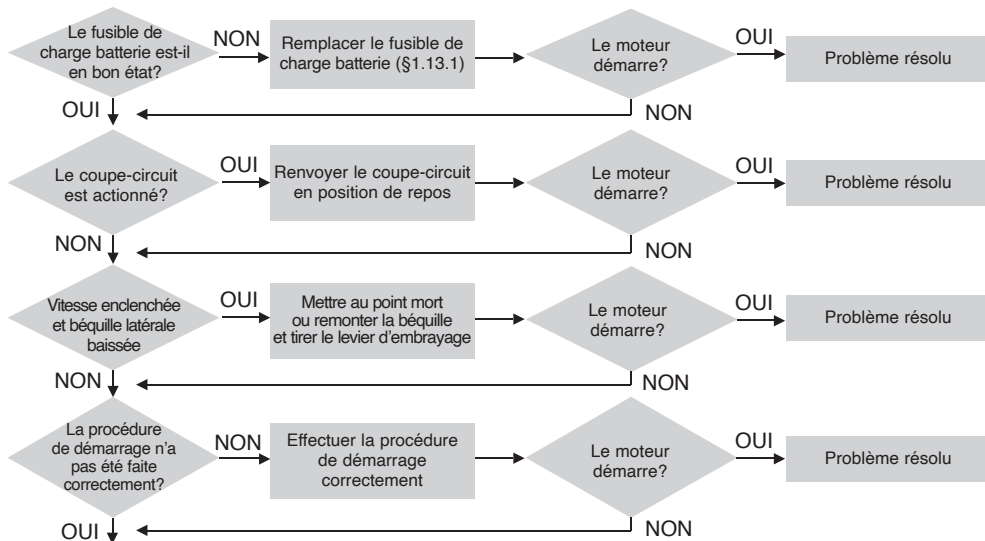 Le fusible de
charge batterie est-il
en bon état?
NON
Remplacer le fusible de
charge batterie (§1.13.1)
Le moteur
démarre?
OUI
Problème résolu
OUI
NON
Le coupe-circuit
est actionné?
OUI
Renvoyer le coupe-circuit
en position de repos
Le moteur
démarre?
OUI
Problème résolu
NON
NON
Vitesse enclenchée
et béquille latérale
baissée
OUI
Mettre au point mort
ou remonter la béquille
et tirer le levier d'embrayage
Le moteur
démarre?
OUI
Problème résolu
NON
NON
La procédure
de démarrage n'a
pas été faite
correctement?
NON
Effectuer la procédure
de démarrage
correctement
Le moteur
démarre?
OUI
Problème résolu
OUI
NON